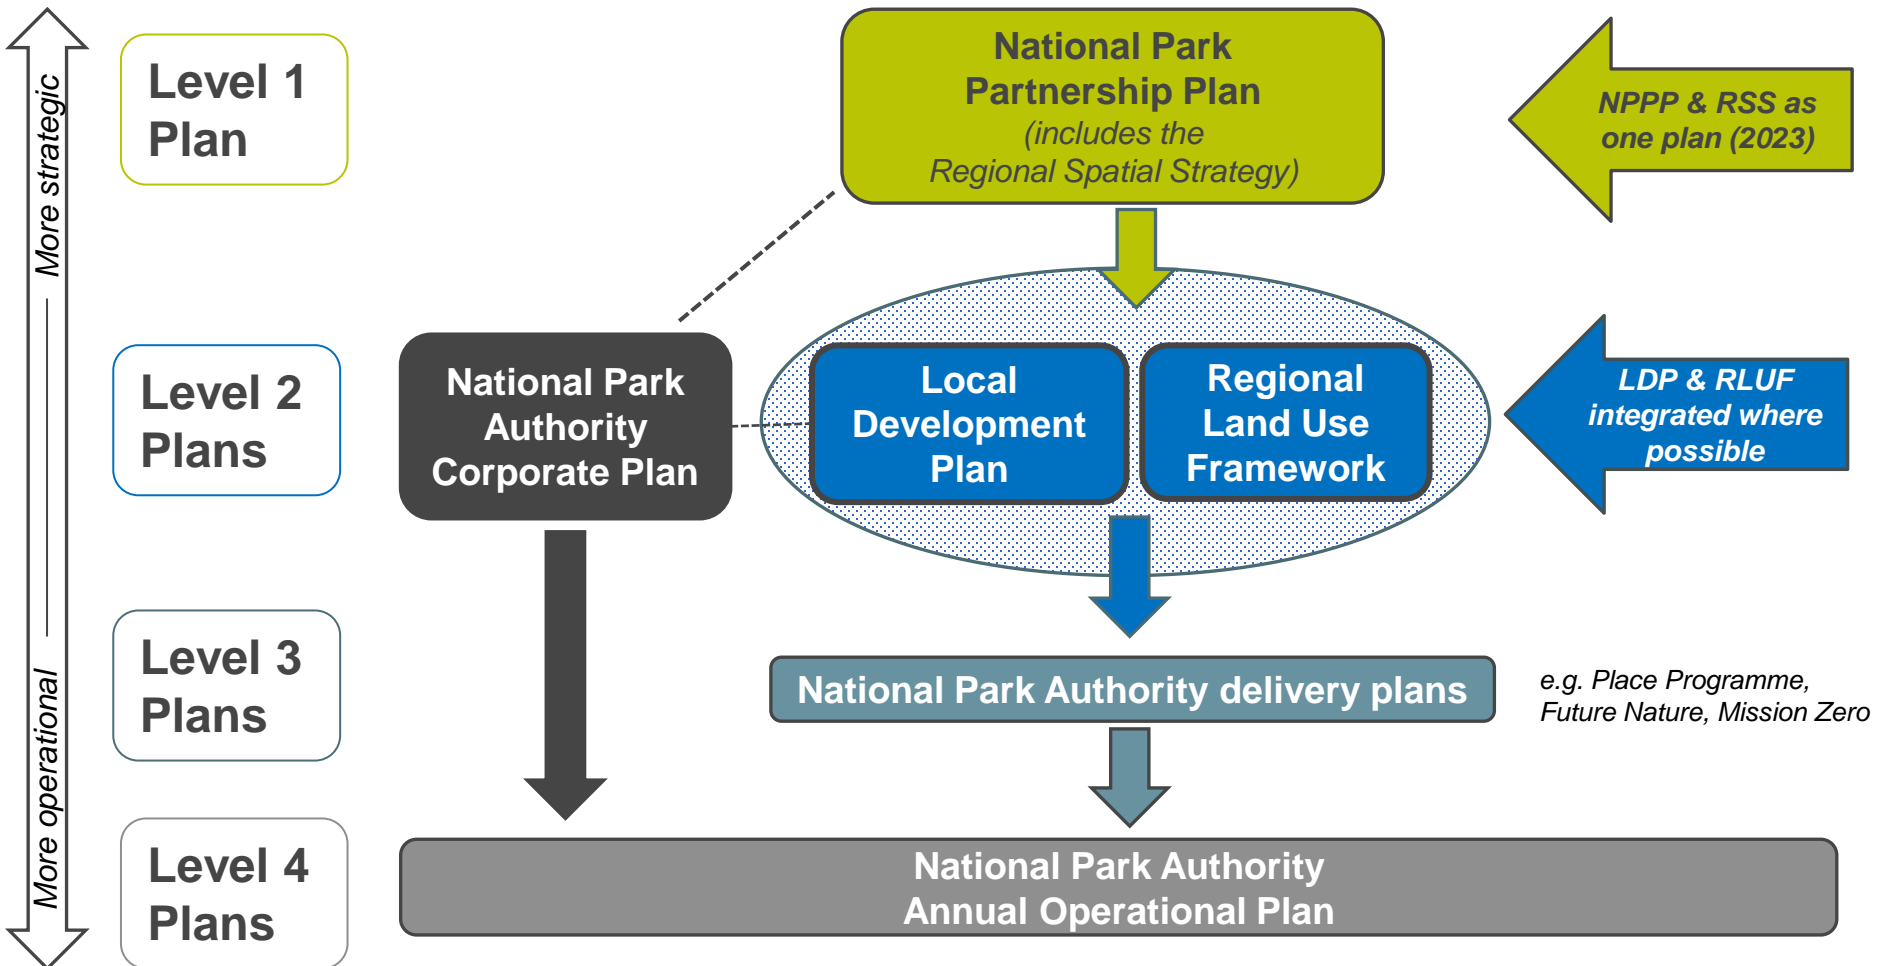 More strategic
More operational
Level 1
Plan
National Park
Partnership Plan
(includes the
Regional Spatial Strategy)
NPPP & RSS as
one plan (2023)
Level 2
Plans
National Park
Authority
Corporate Plan
Local
Development
Plan
Regional
Land Use
Framework
LDP & RLUF
integrated where
possible
Level 3
Plans
National Park Authority delivery plans
e.g. Place Programme,
Future Nature, Mission Zero
Level 4
Plans
National Park Authority
Annual Operational Plan